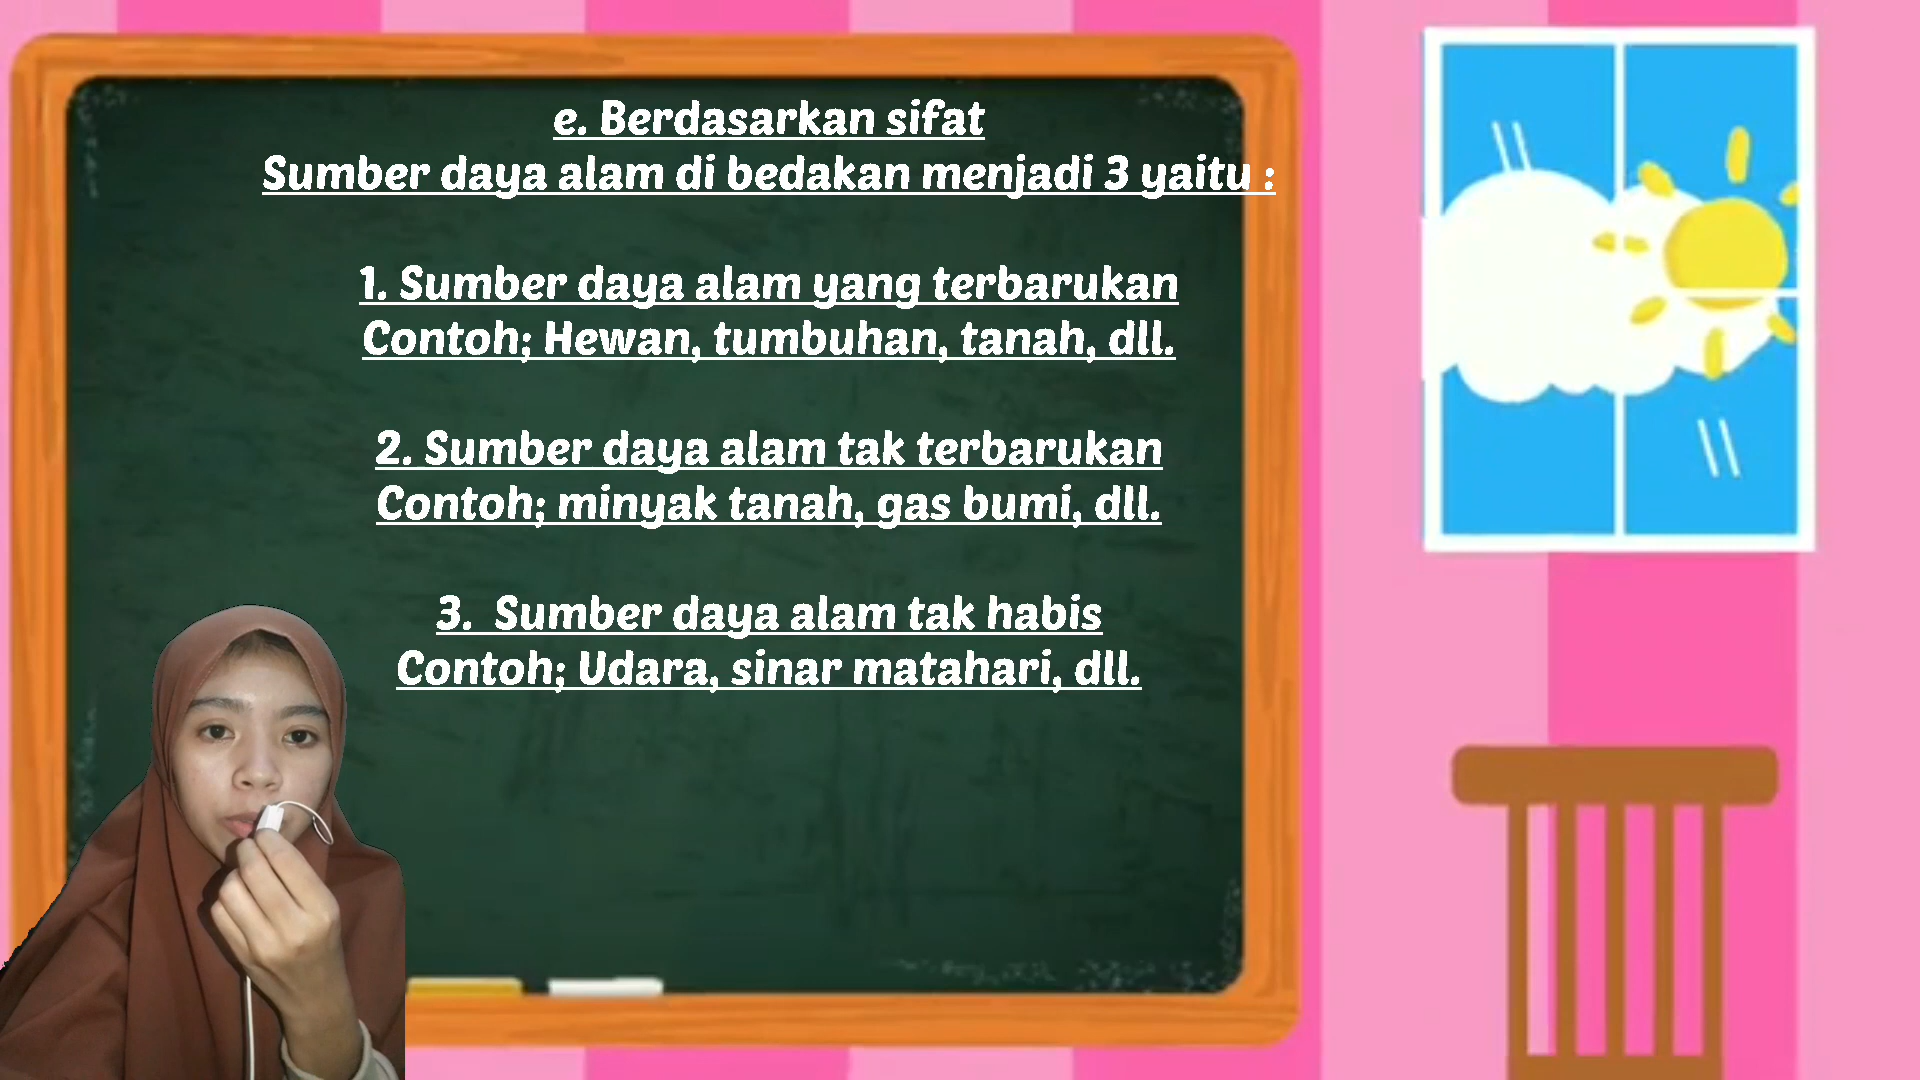 e. Berdasarkan sifat
Sumber daya alam di bedakan menjadi 3 yaitu :
1. Sumber daya alam yang terbarukan
Contoh; Hewan, tumbuhan, tanah, dll.
2. Sumber daya alam tak terbarukan
Contoh; minyak tanah, gas bumi, dll.
3. Sumber daya alam tak habis
Contoh; Udara, sinar matahari, dll.